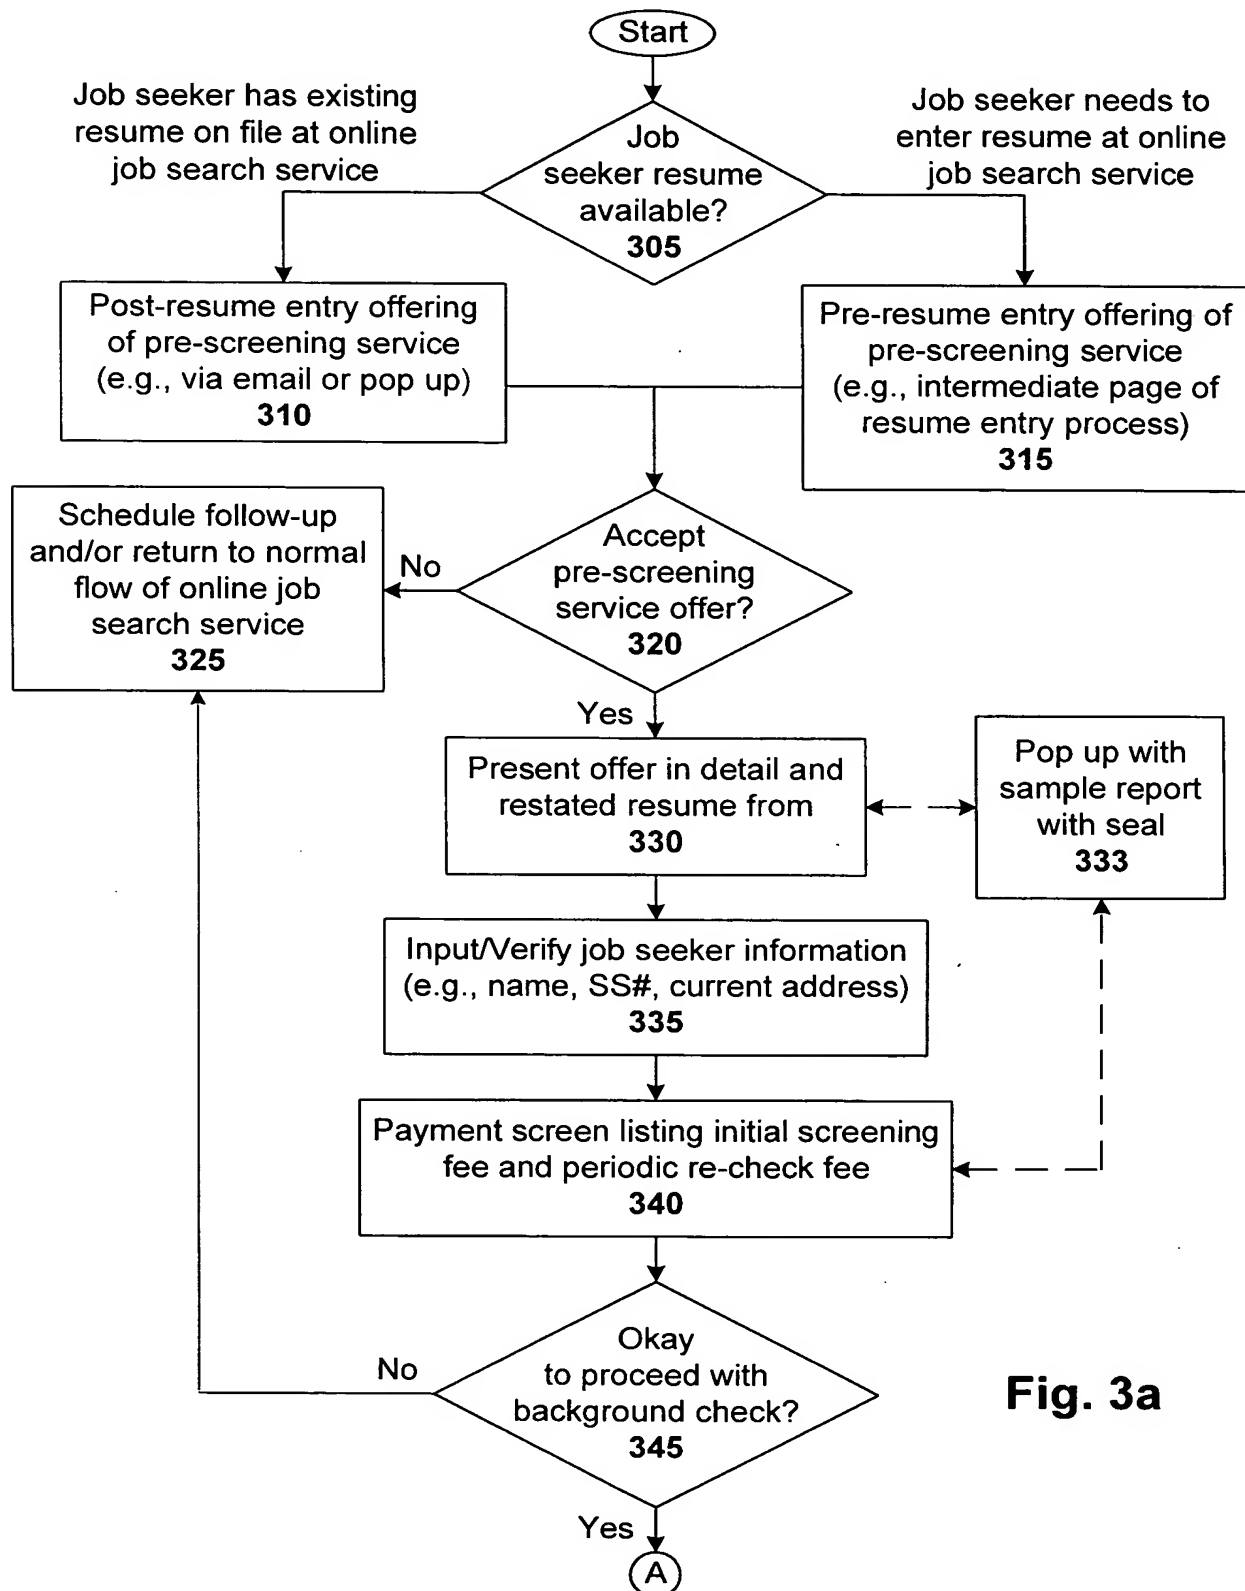 Start
Job seeker has existing
resume on file at online
job search service
Job
seeker resume
available?
305
Job seeker needs to
enter resume at online
job search service
Post-resume entry offering
of pre-screening service
(e.g., via email or pop up)
310
Pre-resume entry offering of
pre-screening service
(e.g., intermediate page of
resume entry process)
315
Schedule follow-up
and/or return to normal
flow of online job
search service
325
No
Accept
pre-screening
service offer?
320
Yes
Present offer in detail and
restated resume from
330
Pop up with
sample report
with seal
333
Input/Verify job seeker information
(e.g., name, SS#, current address)
335
Payment screen listing initial screening
fee and periodic re-check fee
340
No
Okay
to proceed with
background check?
345
Fig. 3a
Yes
A